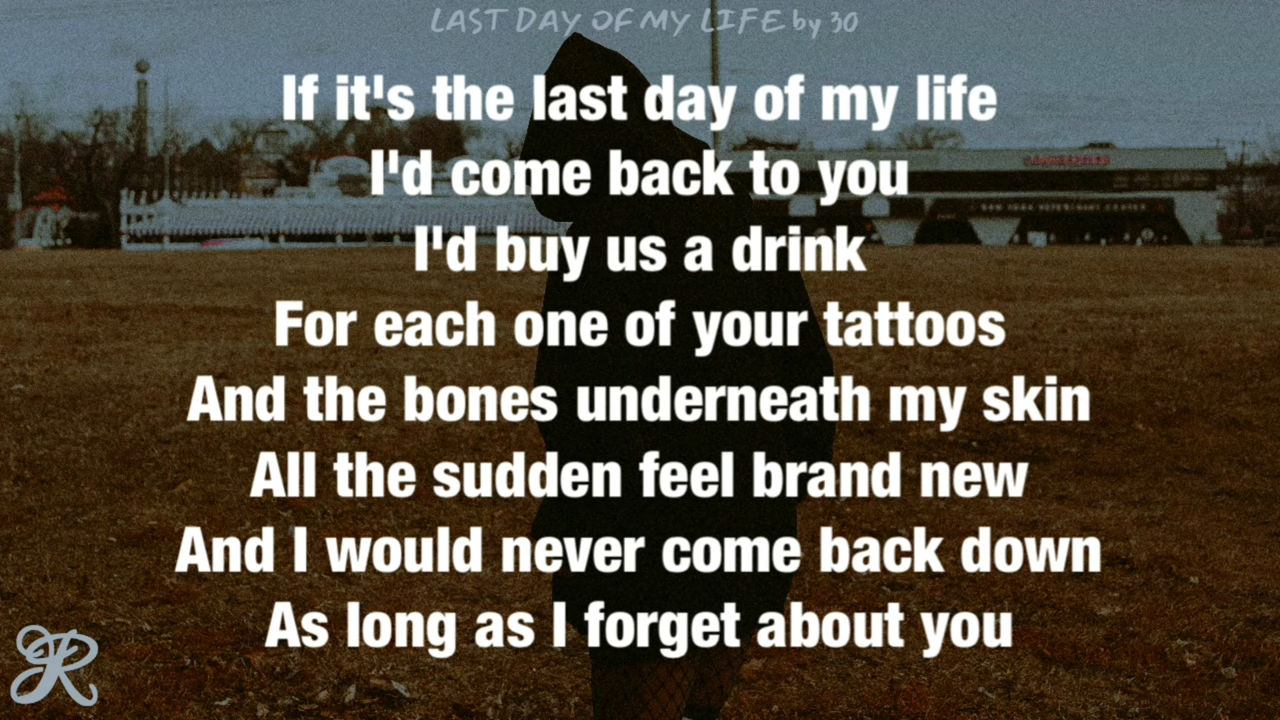 LAST DAY OF MY LIFE by 30
If it's the last day of my life
I'd come back to you
I'd buy us a drink
For each one of your tattoos
And the bones underneath my skin
All the sudden feel brand new
And I would never come back down
As long as I forget about you